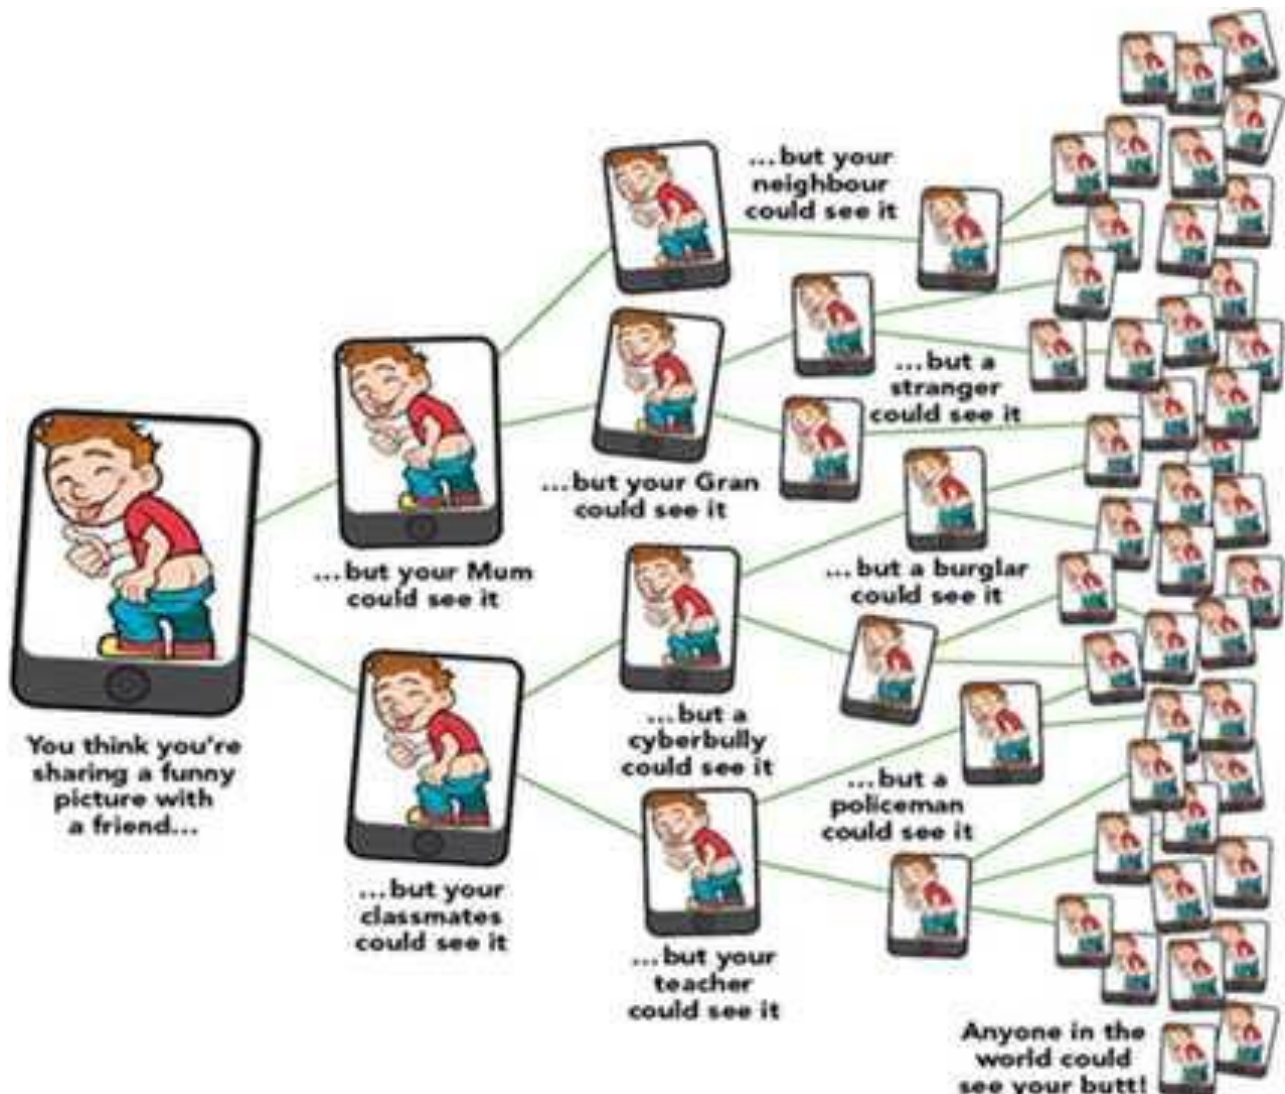 You think you're
sharing a funny
picture with
a friend...
...but your Mum
could see it
...but your
classmates
could see it
...but your
neighbour
could see it
...but your Gran
could see it
...but a
cyberbully
could see it
...but your
teacher
could see it
...but a
stranger
could see it
...but a burglar
could see it
...but a
policeman
could see it
Anyone in the
world could
see your butt!